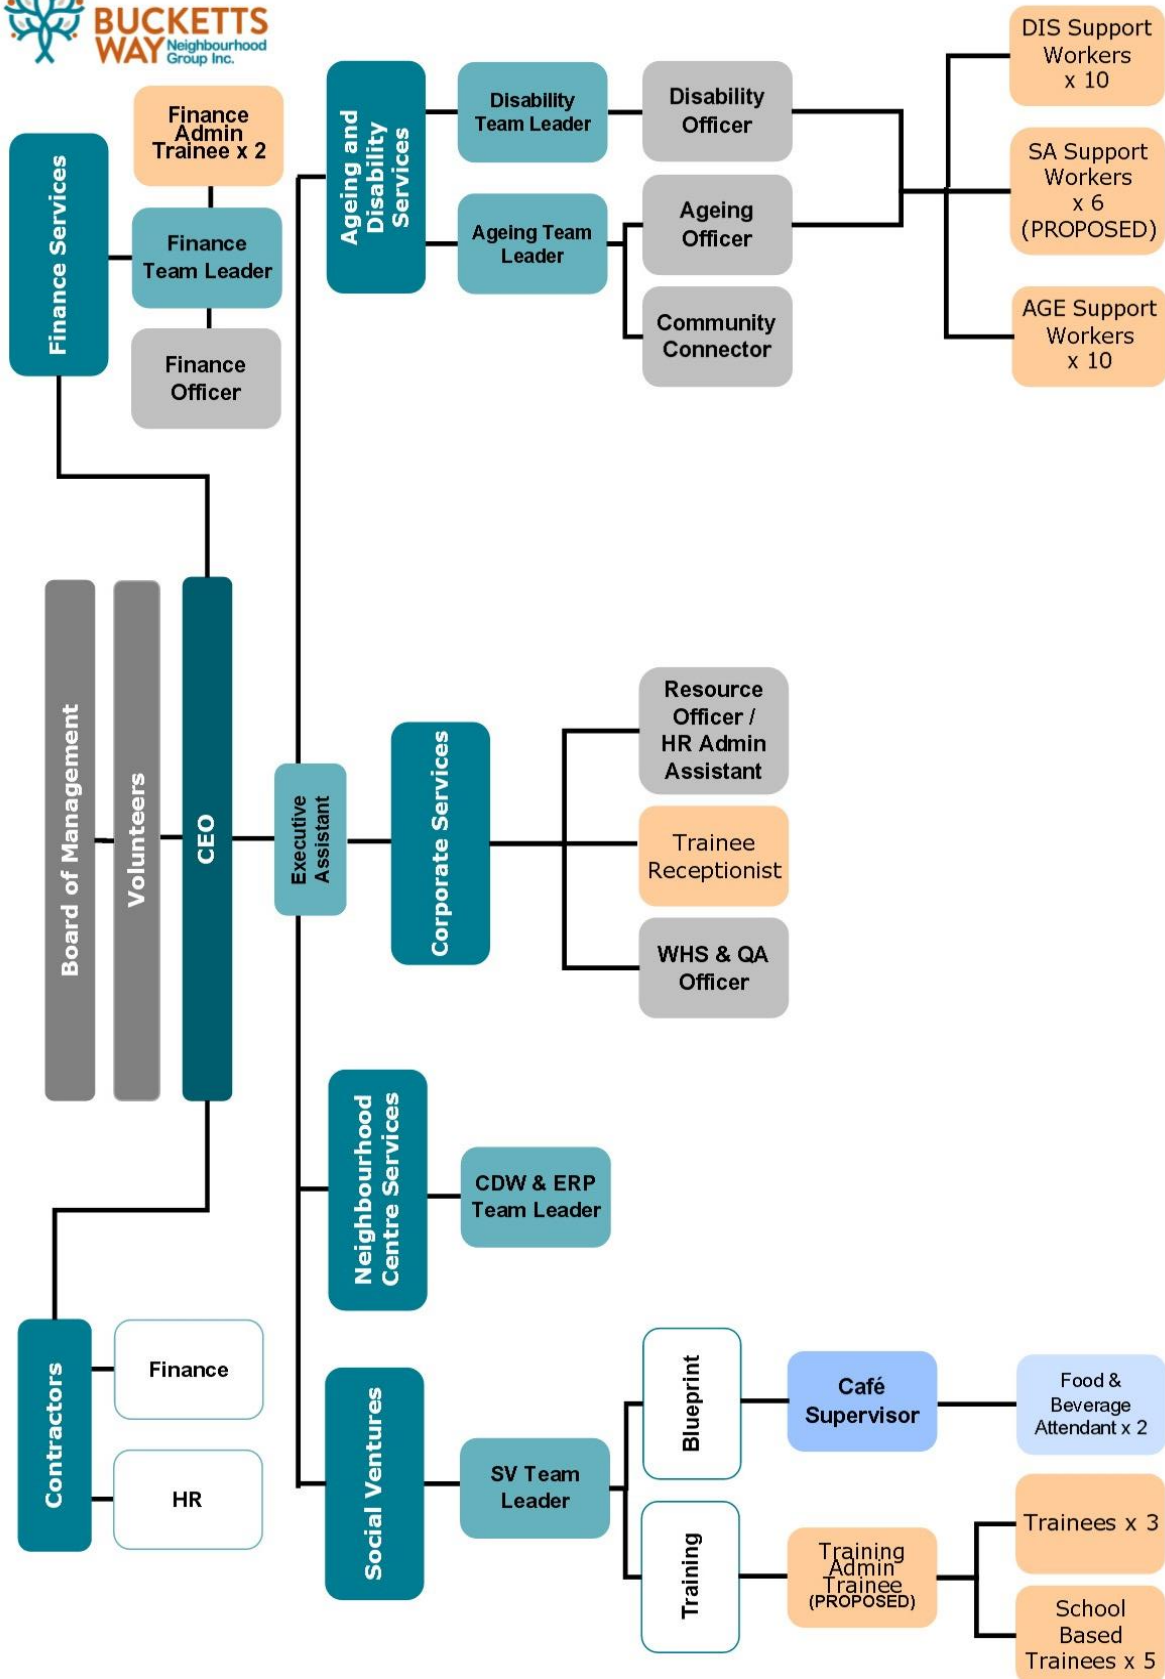 BUCKETTS
WAY Neighbourhood
Group Inc.
Finance Services
Finance
Admin
Trainee x 2
Finance
Team Leader
Finance
Officer
Ageing and
Disability
Services
Disability
Team Leader
Disability
Officer
Ageing Team
Leader
Ageing
Officer
Community
Connector
DIS Support
Workers
x 10
SA Support
Workers
x 6
(PROPOSED)
AGE Support
Workers
x 10
Board of Management
Volunteers
CEO
Executive
Assistant
Corporate Services
Resource
Officer /
HR Admin
Assistant
Trainee
Receptionist
WHS & QA
Officer
Neighbourhood
Centre Services
CDW & ERP
Team Leader
Contractors
Finance
HR
Social Ventures
SV Team
Leader
Blueprint
Café
Supervisor
Food &
Beverage
Attendant x 2
Training
Training
Admin
Trainee
(PROPOSED)
Trainees x 3
School
Based
Trainees x 5